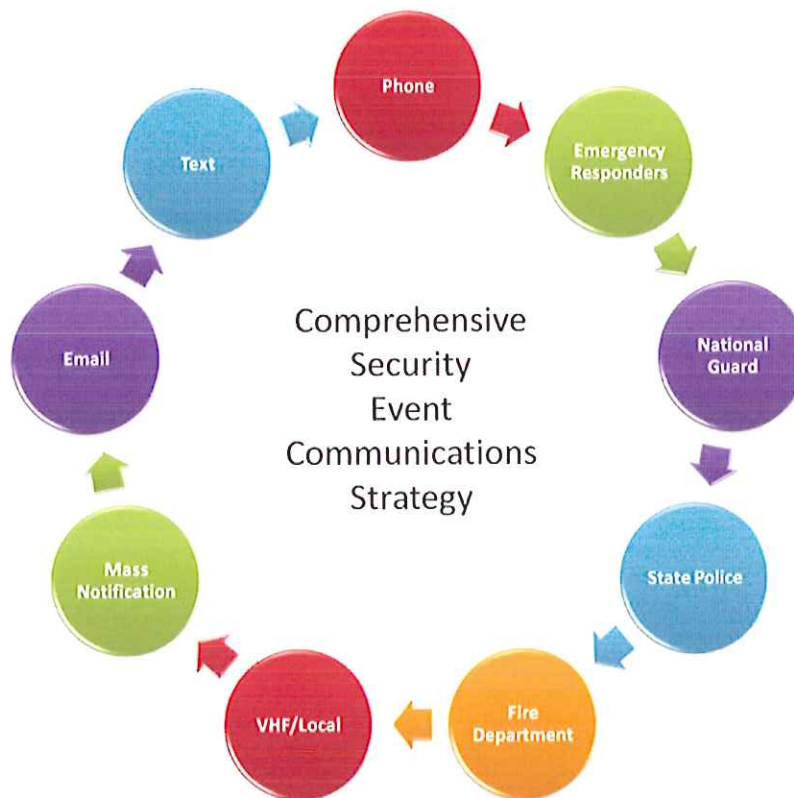 Phone
Emergency
Responders
National
Guard
State Police
Fire
Department
VHF/Local
Mass
Notification
Email
Text
Comprehensive
Security
Event
Communications
Strategy